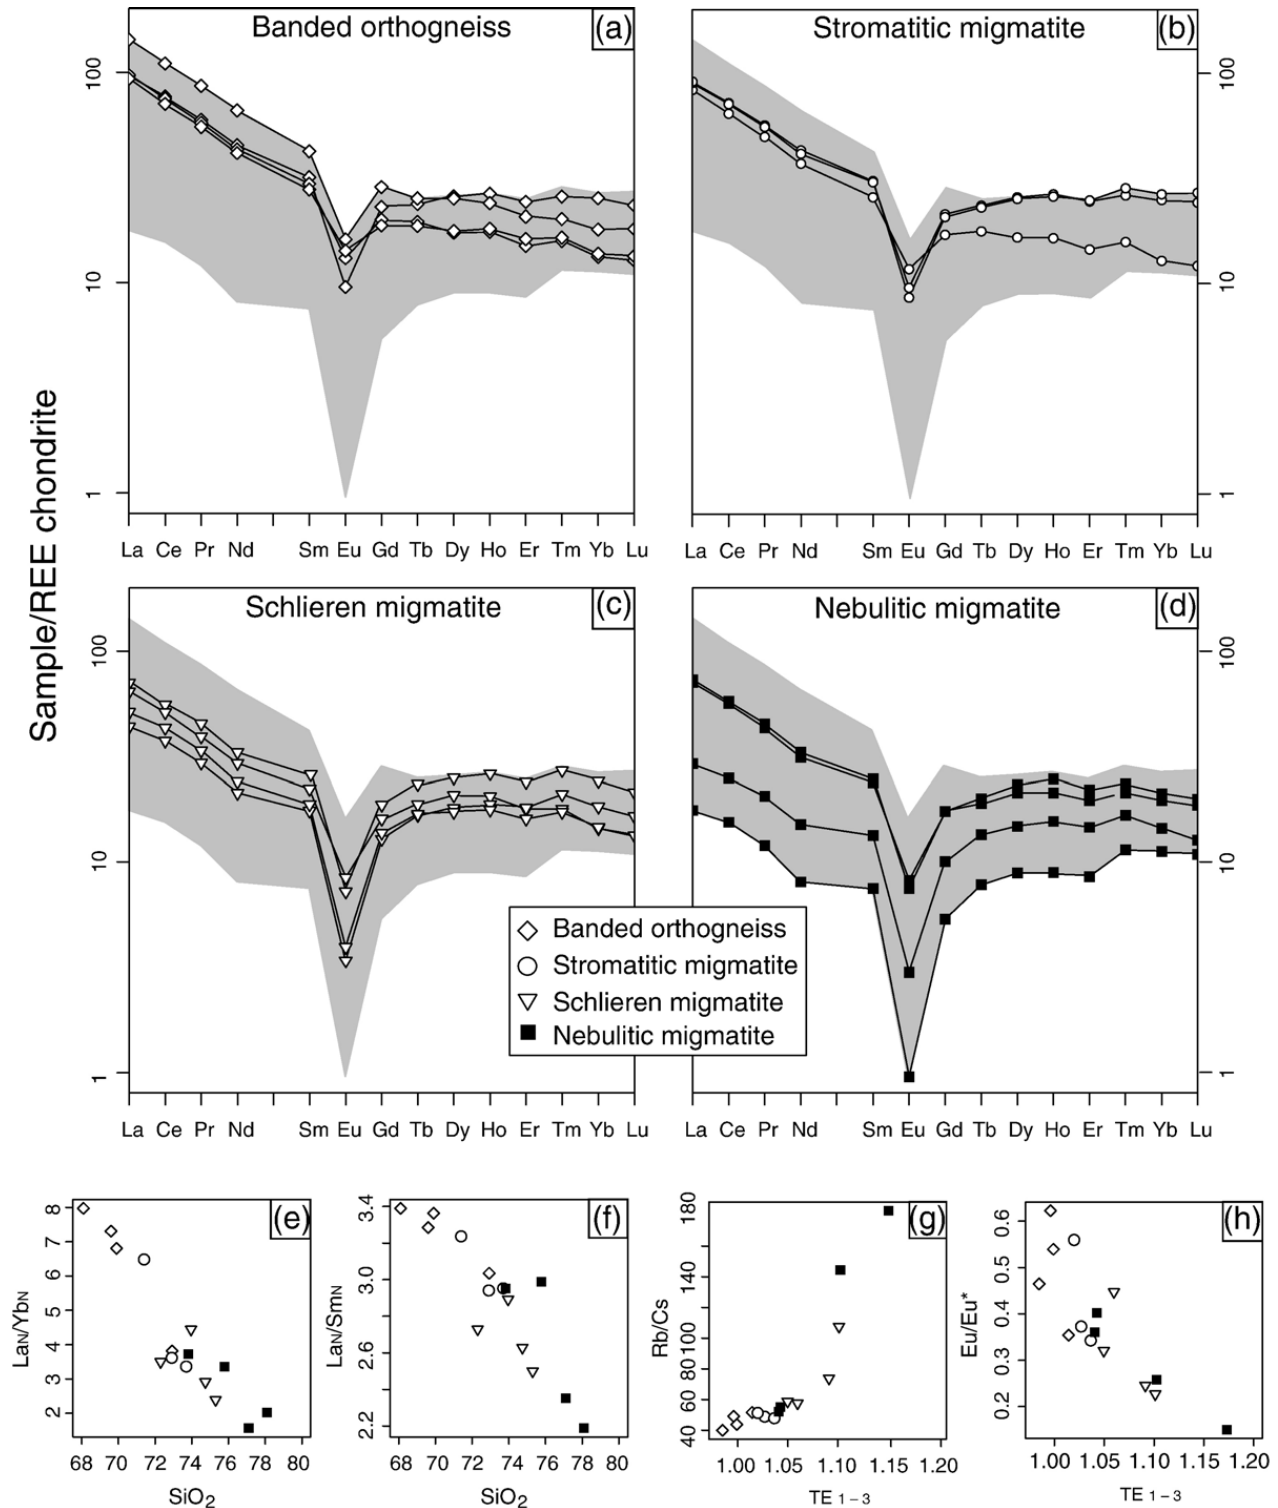 Banded orthogneiss
(a)
Stromatitic migmatite
(b)
100
10
1
100
10
1
La Ce Pr Nd Sm Eu Gd Tb Dy Ho Er Tm Yb Lu
La Ce Pr Nd Sm Eu Gd Tb Dy Ho Er Tm Yb Lu
Sample/REE chondrite
Schlieren migmatite
(c)
Nebulitic migmatite
(d)
100
10
1
100
10
1
Banded orthogneiss
Stromatitic migmatite
Schlieren migmatite
Nebulitic migmatite
La Ce Pr Nd Sm Eu Gd Tb Dy Ho Er Tm Yb Lu
La Ce Pr Nd Sm Eu Gd Tb Dy Ho Er Tm Yb Lu
(e)
LaN/YbN
2 3 4 5 6 7 8
68 70 72 74 76 78 80
SiO2
(f)
LaN/SmN
2.2 2.6 3.0 3.4
68 70 72 74 76 78 80
SiO2
(g)
Rb/Cs
40 60 80 100 140 180
1.00 1.05 1.10 1.15 1.20
TE 1–3
(h)
Eu/Eu*
0.2 0.3 0.4 0.5 0.6
1.00 1.05 1.10 1.15 1.20
TE 1–3